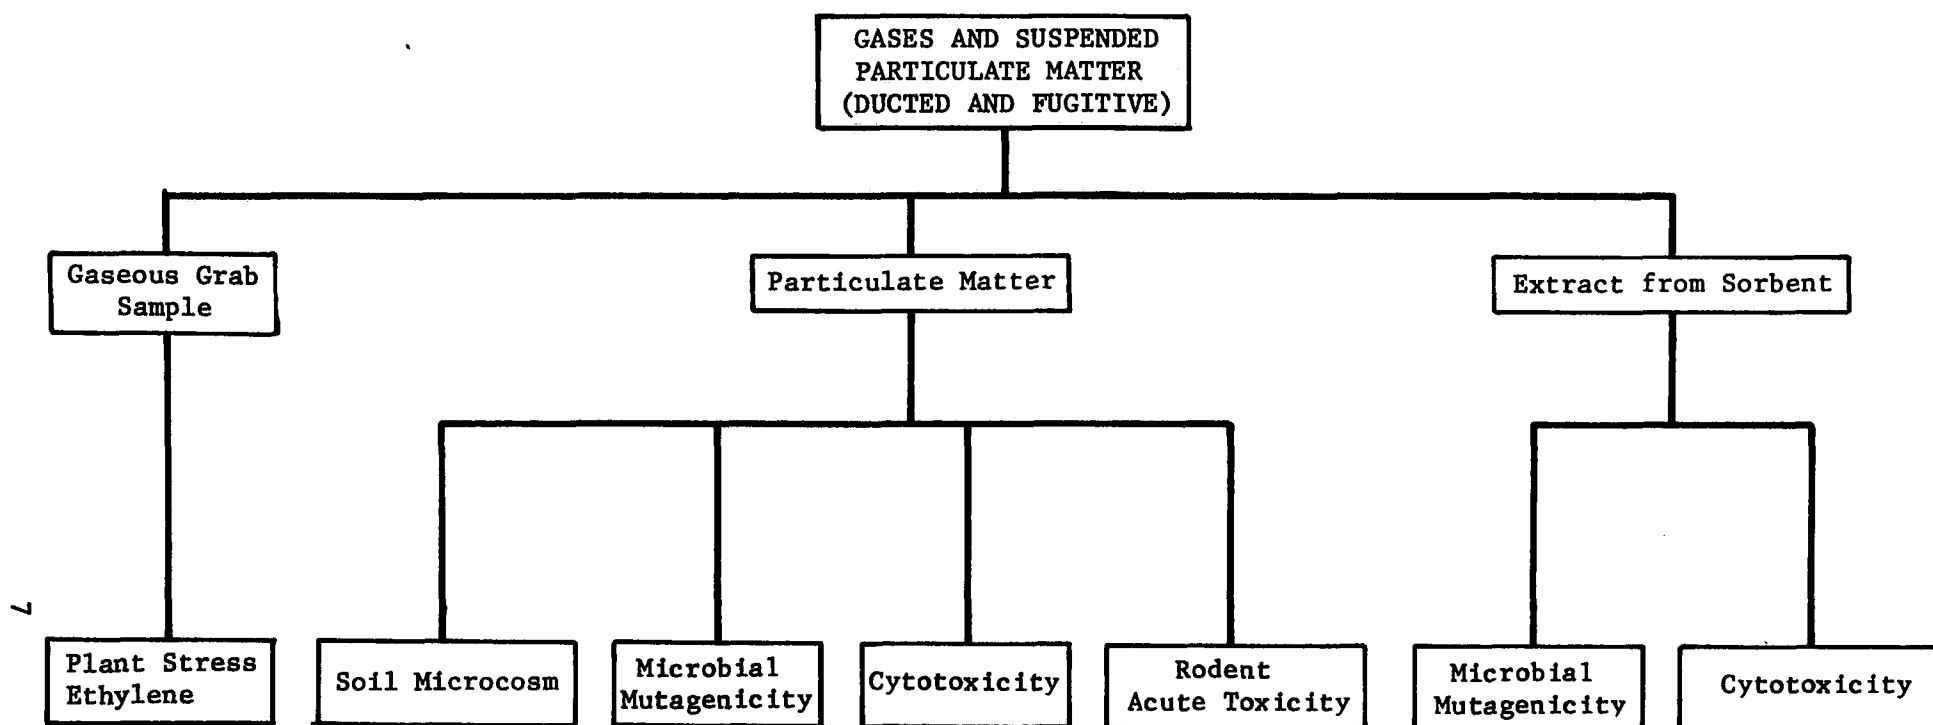 GASES AND SUSPENDED
PARTICULATE MATTER
(DUCTED AND FUGITIVE)
Gaseous Grab
Sample
Particulate Matter
Extract from Sorbent
Plant Stress
Ethylene
Soil Microcosm
Microbial
Mutagenicity
Cytotoxicity
Rodent
Acute Toxicity
Microbial
Mutagenicity
Cytotoxicity
7